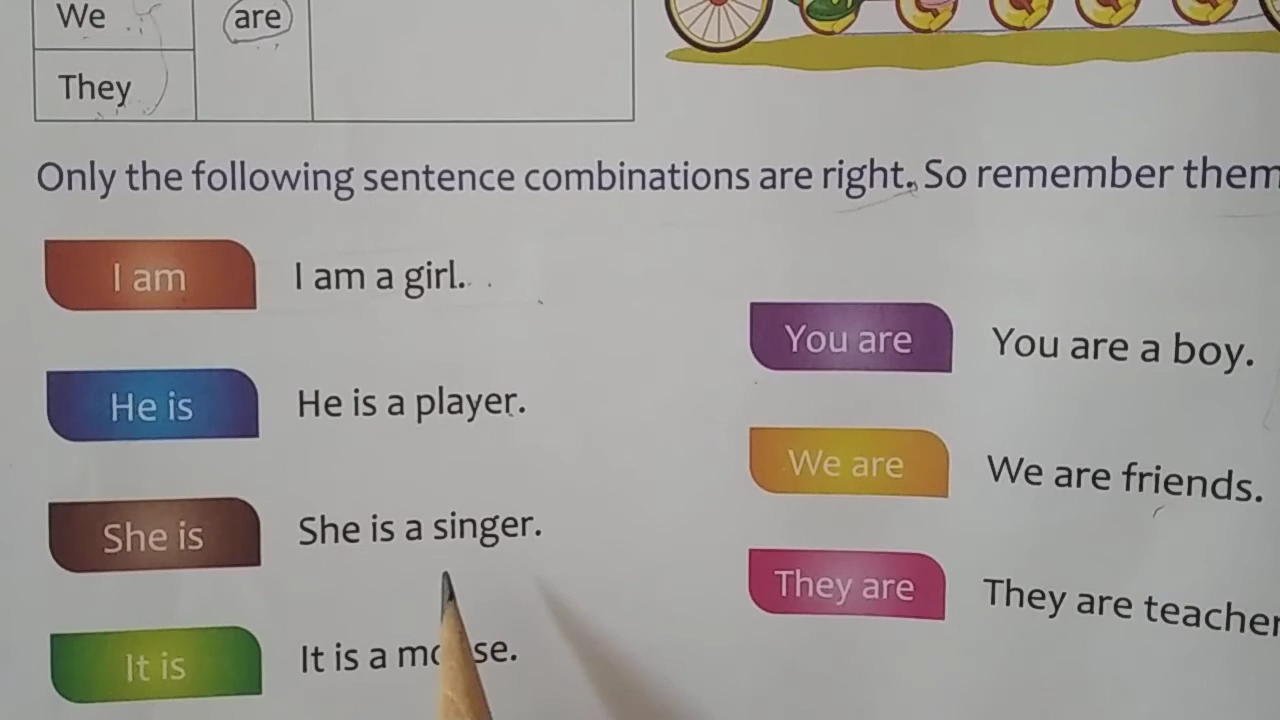 We are
They
Only the following sentence combinations are right. So remember them
I am I am a girl.
He is He is a player.
She is She is a singer.
It is It is a
You are You are a boy.
We are We are friends.
They are They are